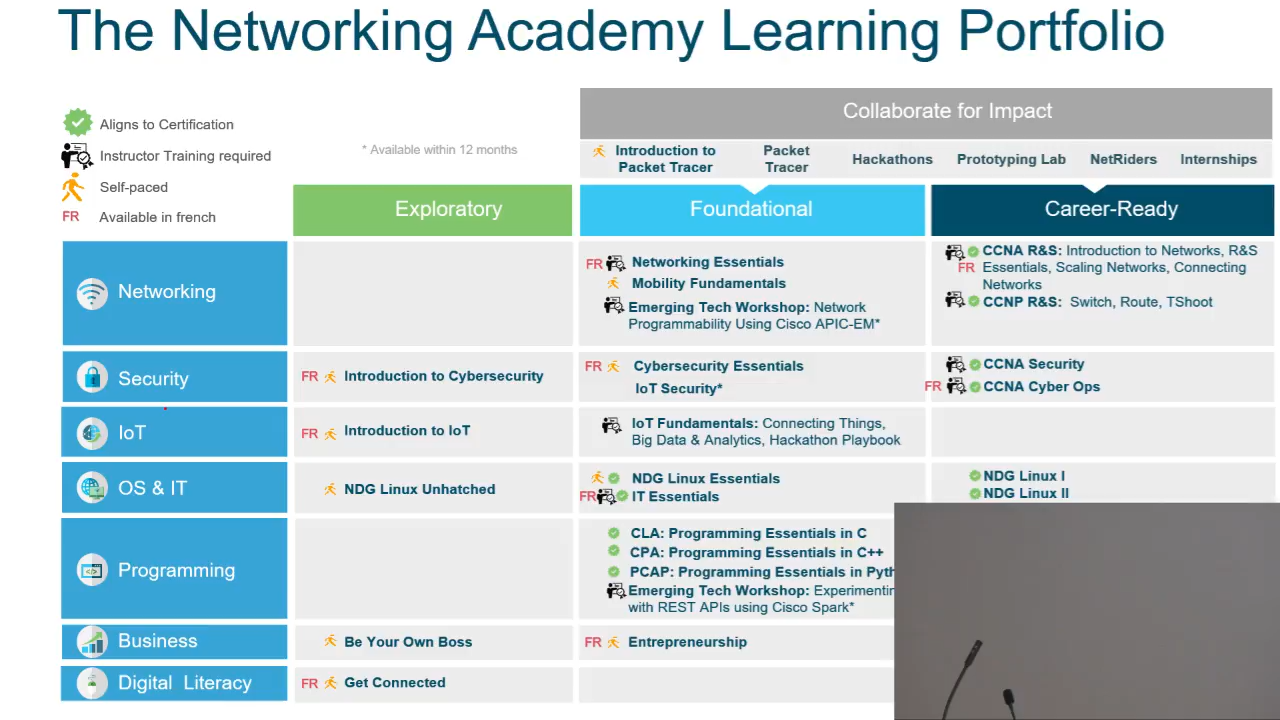 The Networking Academy Learning Portfolio
Aligns to Certification
Instructor Training required
Self-paced
FR Available in french
* Available within 12 months
Collaborate for Impact
Introduction to
Packet Tracer
Packet
Tracer
Hackathons
Prototyping Lab
NetRiders
Internships
Exploratory
Foundational
Career-Ready
Networking
FR Networking Essentials
Mobility Fundamentals
Emerging Tech Workshop: Network
Programmability Using Cisco APIC-EM*
CCNA R&S: Introduction to Networks, R&S
FR Essentials, Scaling Networks, Connecting
Networks
CCNP R&S: Switch, Route, TShoot
Security
FR Introduction to Cybersecurity
FR Cybersecurity Essentials
IoT Security*
CCNA Security
FR CCNA Cyber Ops
IoT
FR Introduction to IoT
IoT Fundamentals: Connecting Things,
Big Data & Analytics, Hackathon Playbook
OS & IT
NDG Linux Unhatched
NDG Linux Essentials
FR IT Essentials
NDG Linux I
NDG Linux II
Programming
CLA: Programming Essentials in C
CPA: Programming Essentials in C++
PCAP: Programming Essentials in Pyth
Emerging Tech Workshop: Experimentin
with REST APIs using Cisco Spark*
Business
Be Your Own Boss
FR Entrepreneurship
Digital Literacy
FR Get Connected